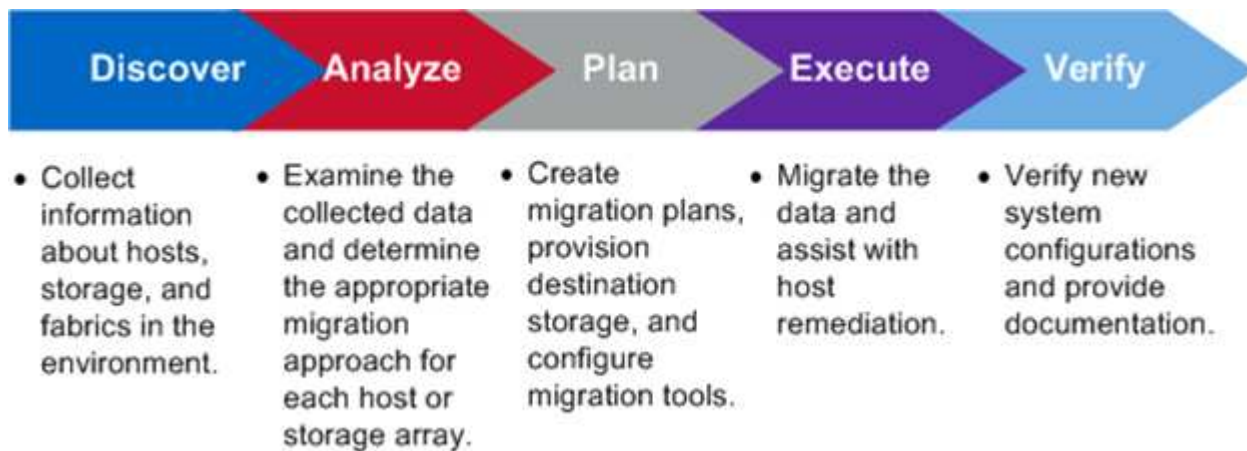 Discover
Analyze
Plan
Execute
Verify
• Collect
information
about hosts,
storage, and
fabrics in the
environment.
• Examine the
collected data
and determine
the appropriate
migration
approach for
each host or
storage array.
• Create
migration plans,
provision
destination
storage, and
configure
migration tools.
• Migrate the
data and
assist with
host
remediation.
• Verify new
system
configurations
and provide
documentation.